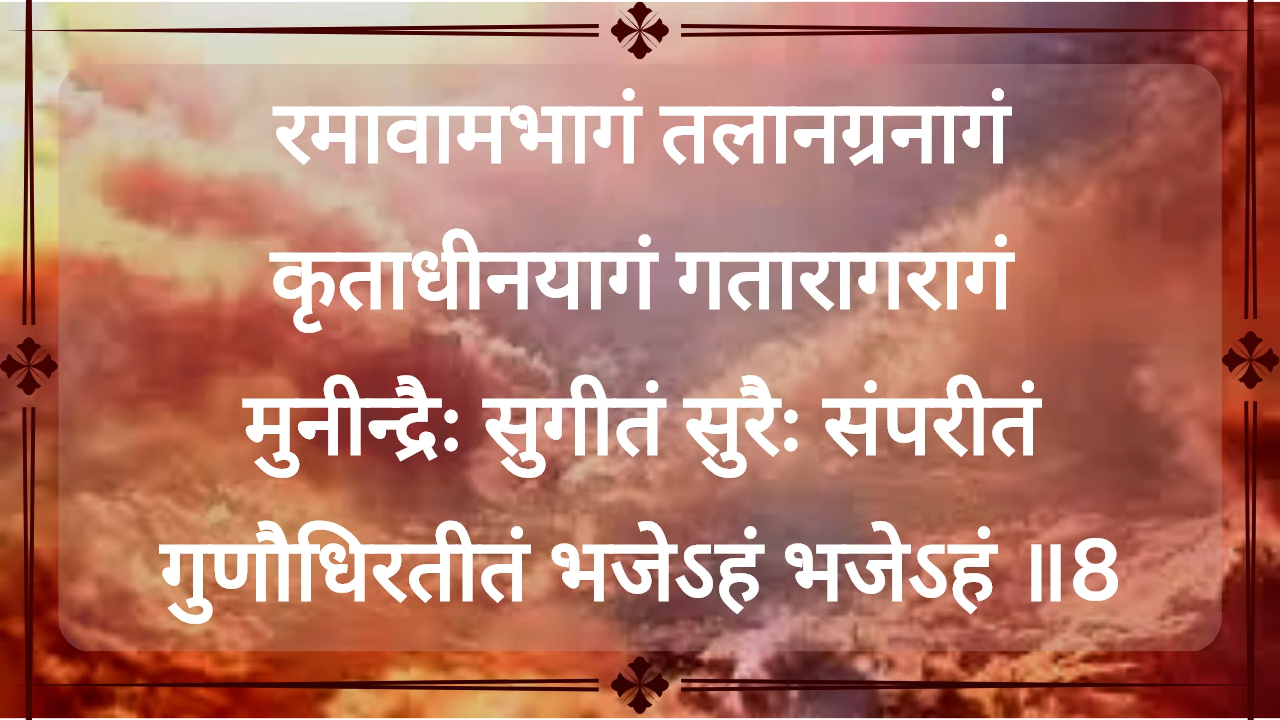 रमावामभागं तलानग्रनागं
कृताधीनयागं गतारागरागं
मुनीन्द्रैः सुगीतं सुरैः संपरीतं
गुणौधिरतीतं भजेऽहं भजेऽहं ॥8